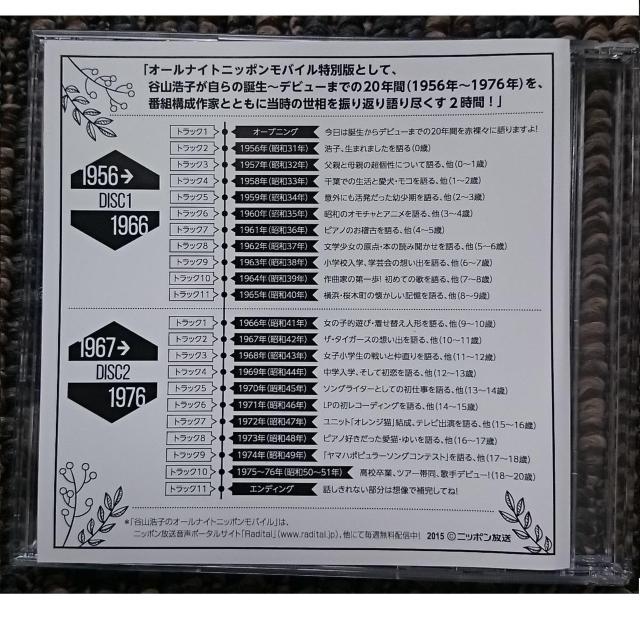 「オールナイトニッポンモバイル特別版として、
谷山浩子が自らの誕生～デビューまでの20年間(1956年～1976年)を、
番組構成作家とともに当時の世相を振り返り語り尽くす2時間!」
1956→
DISC1
1966
トラック1 オープニング 今日は誕生からデビューまでの20年間を赤裸々に語りますよ!
トラック2 1956年(昭和31年) 浩子、生まれましたを語る(0歳)
トラック3 1957年(昭和32年) 父親と母親の超個性について語る、他(0～1歳)
トラック4 1958年(昭和33年) 千葉での生活と愛犬・モコを語る、他(1～2歳)
トラック5 1959年(昭和34年) 意外にも活発だった幼少期を語る、他(2～3歳)
トラック6 1960年(昭和35年) 昭和のオモチャとアニメを語る、他(3～4歳)
トラック7 1961年(昭和36年) ピアノのお稽古を語る、他(4～5歳)
トラック8 1962年(昭和37年) 文学少女の原点・本の読み聞かせを語る、他(5～6歳)
トラック9 1963年(昭和38年) 小学校入学、学芸会の想い出を語る、他(6～7歳)
トラック10 1964年(昭和39年) 作曲家の第一歩! 初めての歌を語る、他(7～8歳)
トラック11 1965年(昭和40年) 横浜・桜木町の懐かしい記憶を語る、他(8～9歳)
1967→
DISC2
1976
トラック1 1966年(昭和41年) 女の子的遊び・着せ替え人形を語る、他(9～10歳)
トラック2 1967年(昭和42年) ザ・タイガースの想い出を語る、他(10～11歳)
トラック3 1968年(昭和43年) 女子小学生の戦いと仲直りを語る、他(11～12歳)
トラック4 1969年(昭和44年) 中学入学、そして初恋を語る、他(12～13歳)
トラック5 1970年(昭和45年) ソングライターとしての初仕事を語る、他(13～14歳)
トラック6 1971年(昭和46年) LPの初レコーディングを語る、他(14～15歳)
トラック7 1972年(昭和47年) ユニット「オレンジ猫」結成、テレビ出演を語る、他(15～16歳)
トラック8 1973年(昭和48年) ピアノ好きだった愛猫・ゆいを語る、他(16～17歳)
トラック9 1974年(昭和49年) 「ヤマハポピュラーソングコンテスト」を語る、他(17～18歳)
トラック10 1975～76年(昭和50～51年) 高校卒業、ツアー帯同、歌手デビュー!(18～20歳)
トラック11 エンディング 話しきれない部分は想像で補完してね!
*「谷山浩子のオールナイトニッポンモバイル」は、
ニッポン放送音声ポータルサイト「Radital」(www.radital.jp)、他にて毎週無料配信中! 2015 ©ニッポン放送